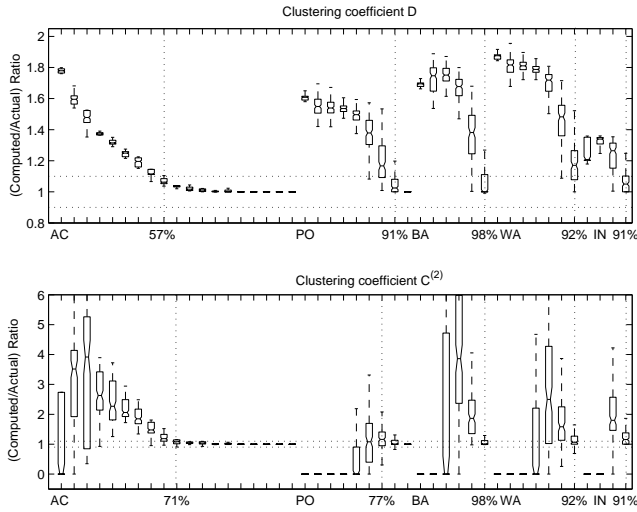 Clustering coefficient D
2
1.8
1.6
1.4
1.2
1
0.8
(Computed/Actual) Ratio
AC 57% PO 91% BA 98% WA 92% IN 91%
Clustering coefficient C(2)
6
5
4
3
2
1
0
(Computed/Actual) Ratio
AC 71% PO 77% BA 98% WA 92% IN 91%